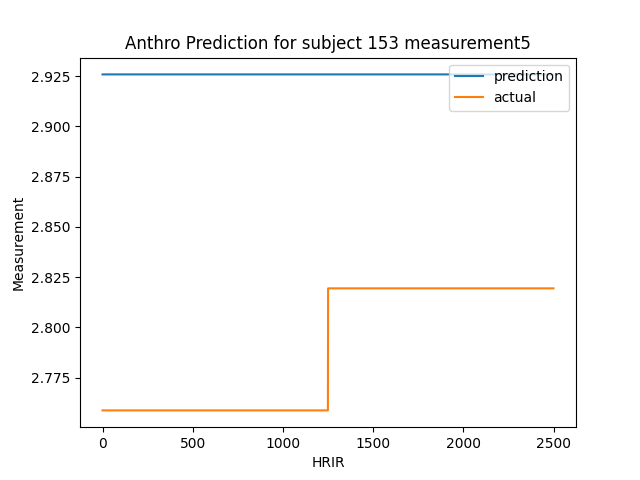 Anthro Prediction for subject 153 measurement5
prediction
actual
Measurement
2.925
2.900
2.875
2.850
2.825
2.800
2.775
0 500 1000 1500 2000 2500
HRIR